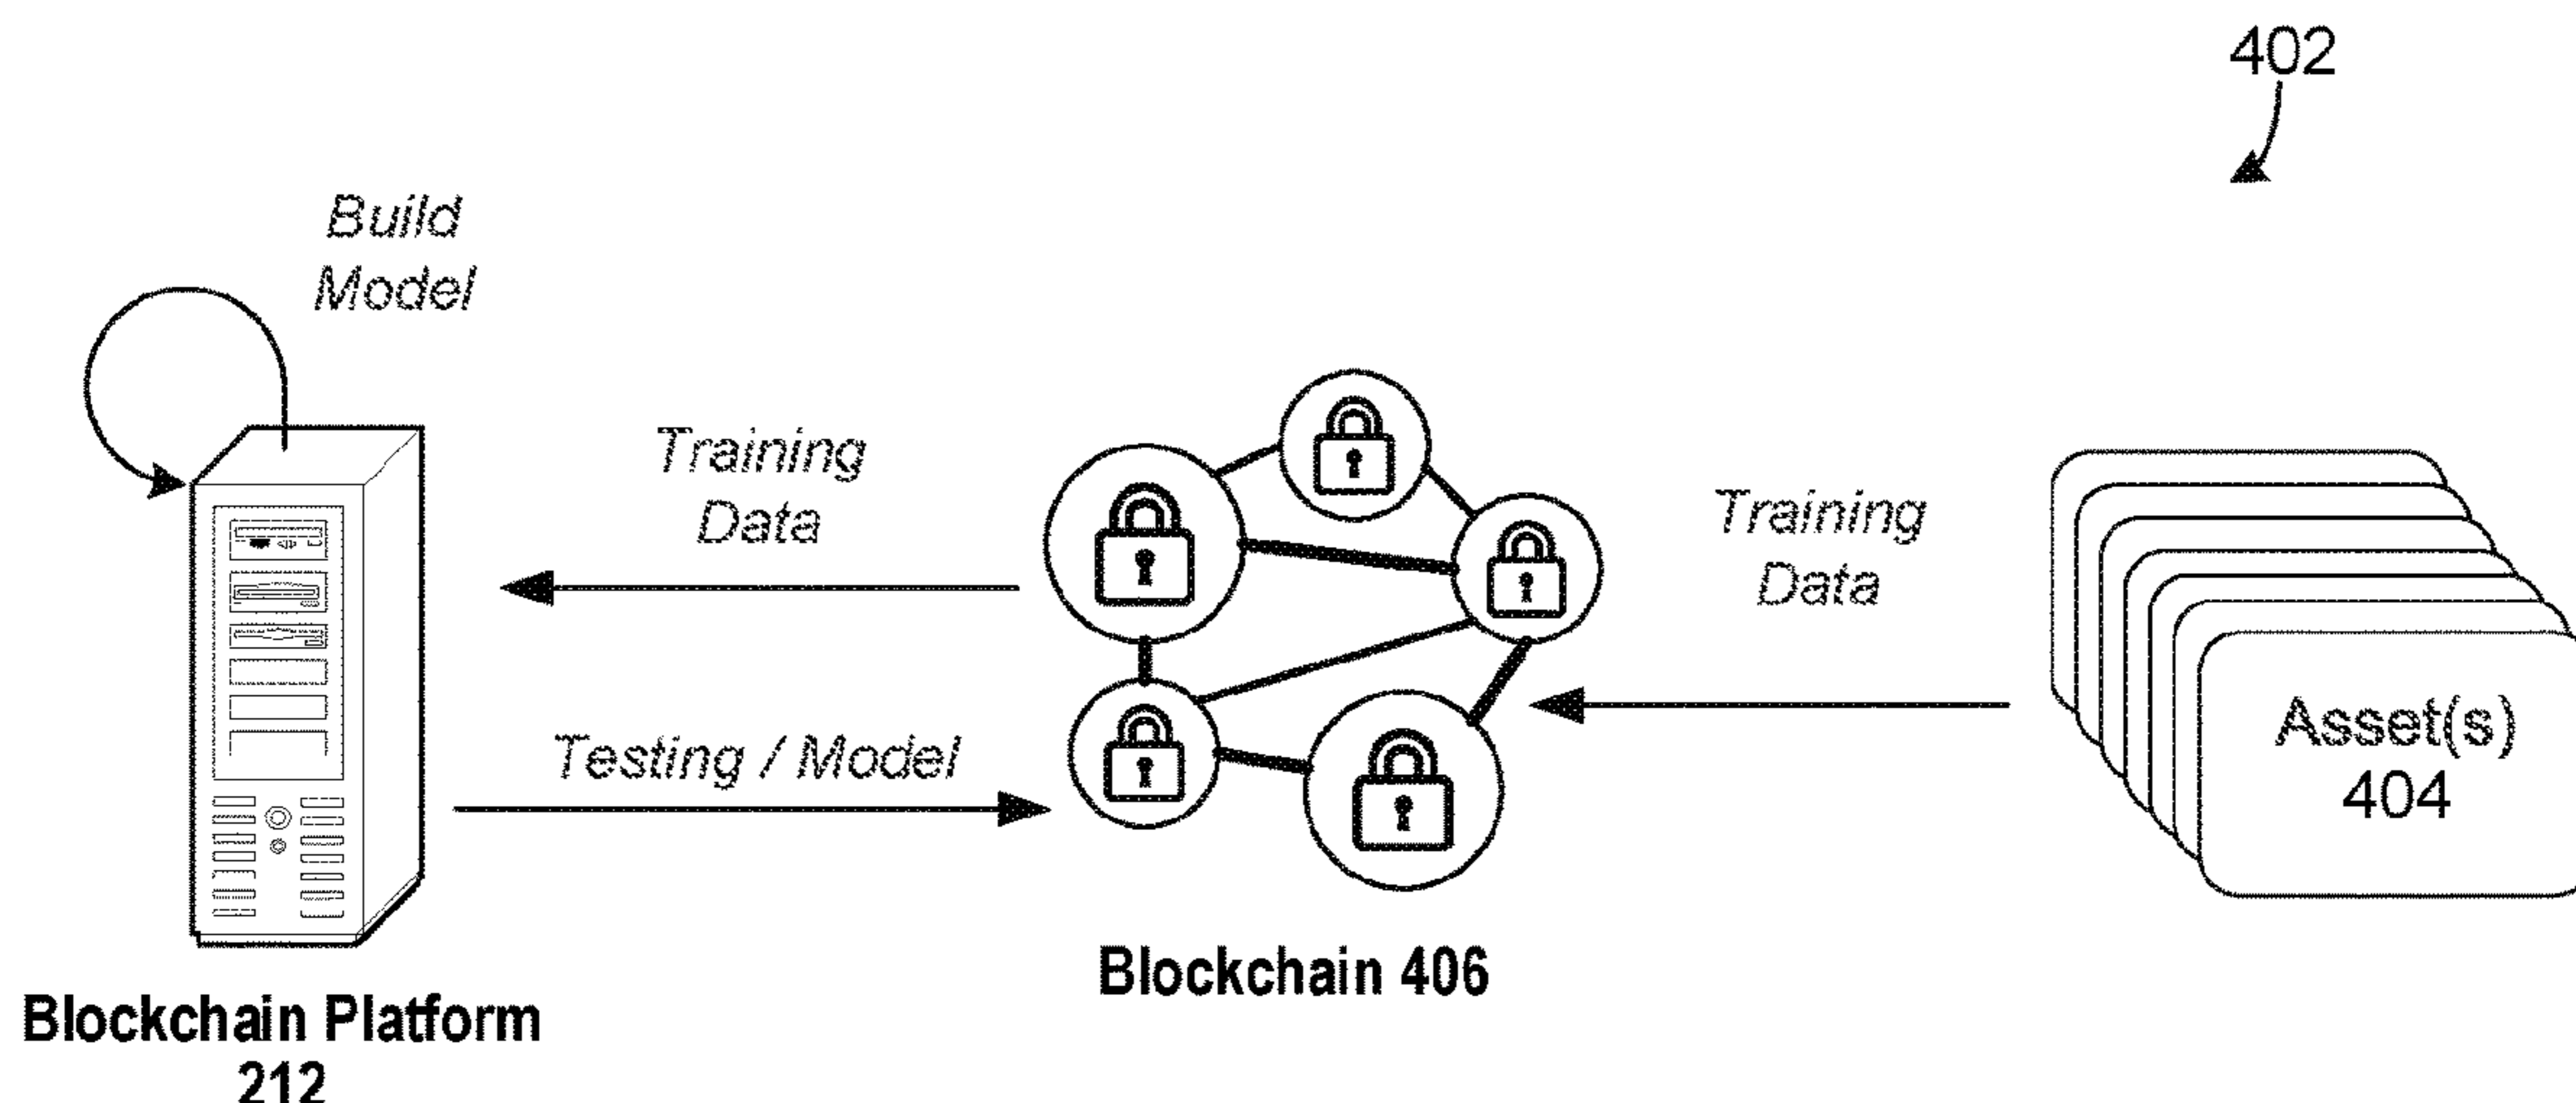 402
Build
Model
Training
Data
Training
Data
Testing / Model
Asset(s)
404
Blockchain 406
Blockchain Platform
212